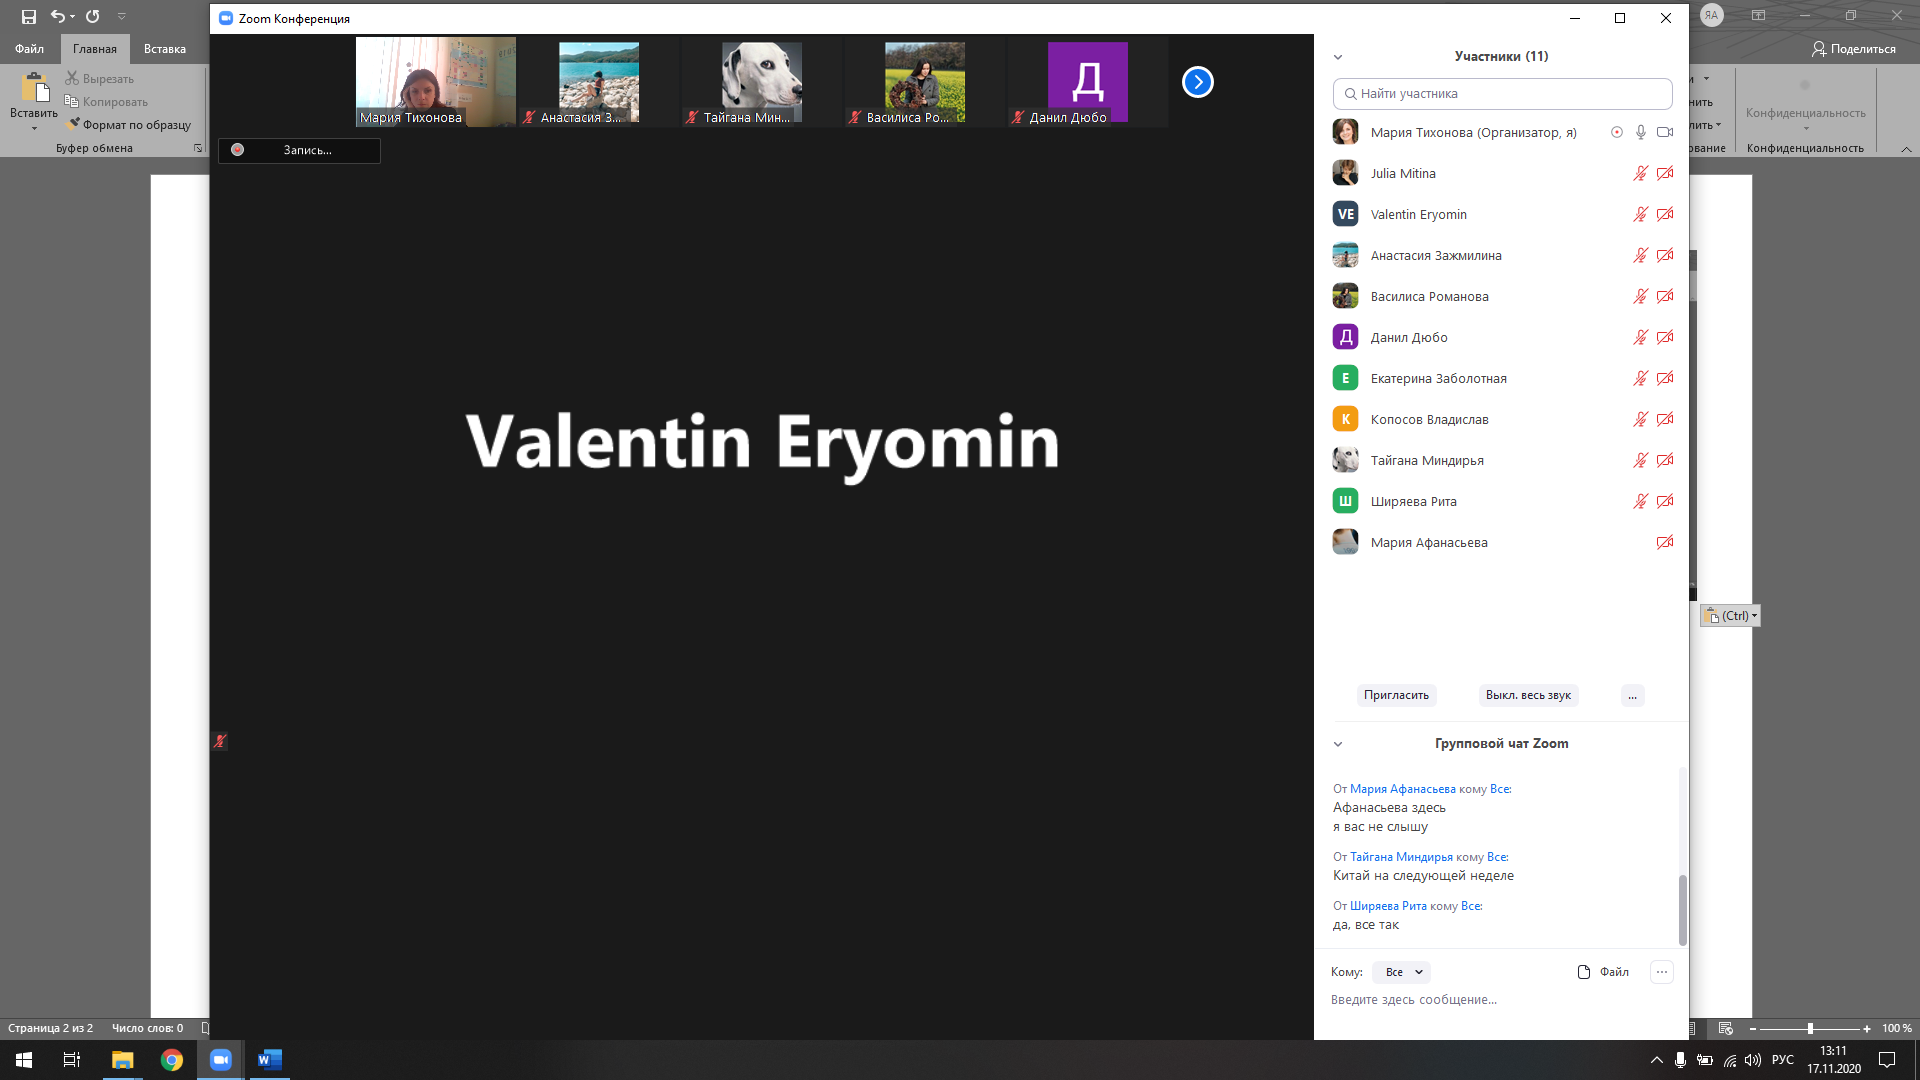 Zoom Конференция
ЯА
Файл
Главная
Вставка
Поделиться
Вставить
Вырезать
Копировать
Формат по образцу
Буфер обмена
Конфиденциальность
Конфиденциальность
Мария Тихонова
Анастасия З...
Тайгана Мин...
Василиса Ро...
Д
Данил Дюбо
Запись...
Valentin Eryomin
Участники (11)
Найти участника
Мария Тихонова (Организатор, я)
Julia Mitina
VE
Valentin Eryomin
Анастасия Зажмилина
Василиса Романова
Д
Данил Дюбо
E
Екатерина Заболотная
К
Копосов Владислав
Тайгана Миндирья
Ш
Ширяева Рита
Мария Афанасьева
Пригласить
Выкл. весь звук
...
(Ctrl)
Групповой чат Zoom
От Мария Афанасьева кому Все:
Афанасьева здесь
я вас не слышу
От Тайгана Миндирья кому Все:
Китай на следующей неделе
От Ширяева Рита кому Все:
да, все так
Кому:
Все
Файл
Введите здесь сообщение...
Страница 2 из 2
Число слов: 0
100 %
РУС
13:11
17.11.2020